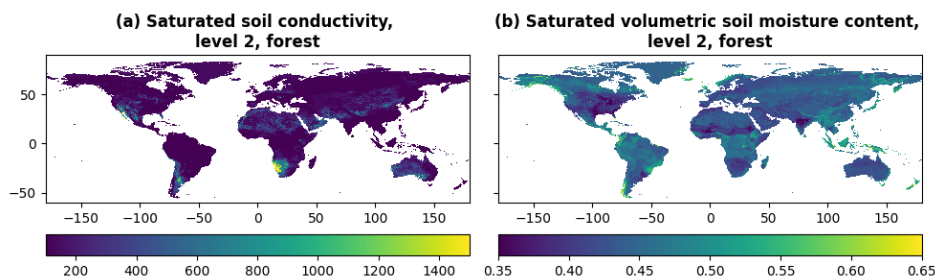 (a) Saturated soil conductivity,
level 2, forest
(b) Saturated volumetric soil moisture content,
level 2, forest
50
0
−50
−150 −100 −50 0 50 100 150
−150 −100 −50 0 50 100 150
200 400 600 800 1000 1200 1400
0.35 0.40 0.45 0.50 0.55 0.60 0.65